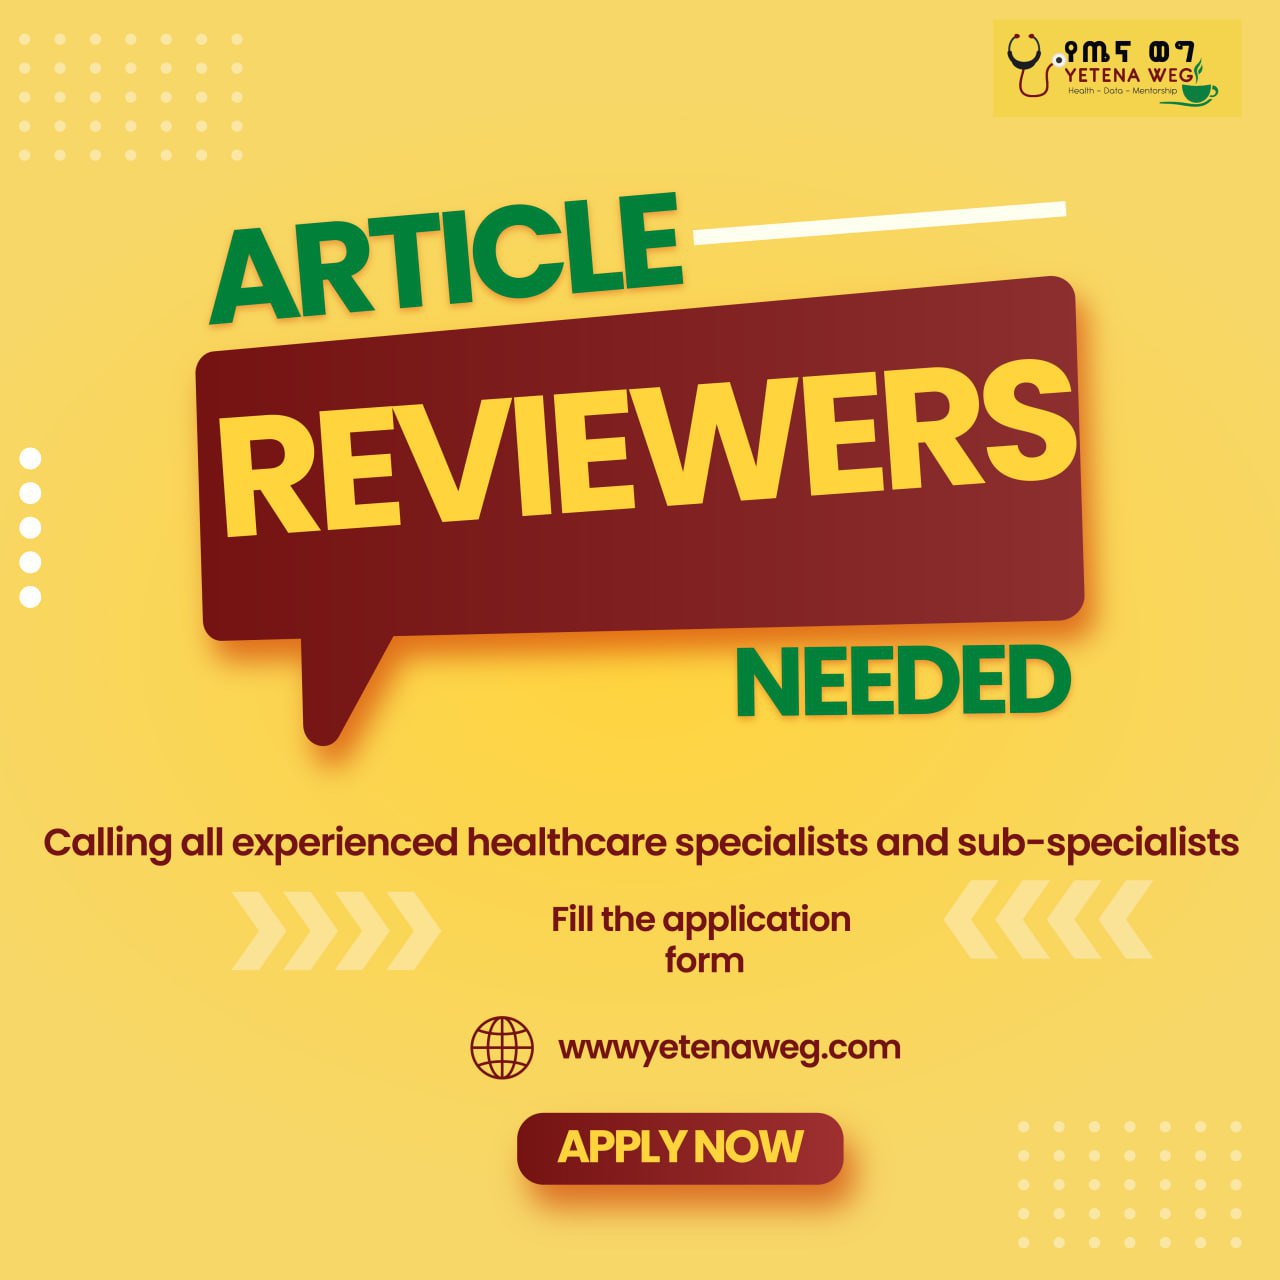 የጤና ወግ
YETENA WEG
Health - Data - Mentorship
ARTICLE
REVIEWERS
NEEDED
Calling all experienced healthcare specialists and sub-specialists
Fill the application
form
wwwyetenaweg.com
APPLY NOW